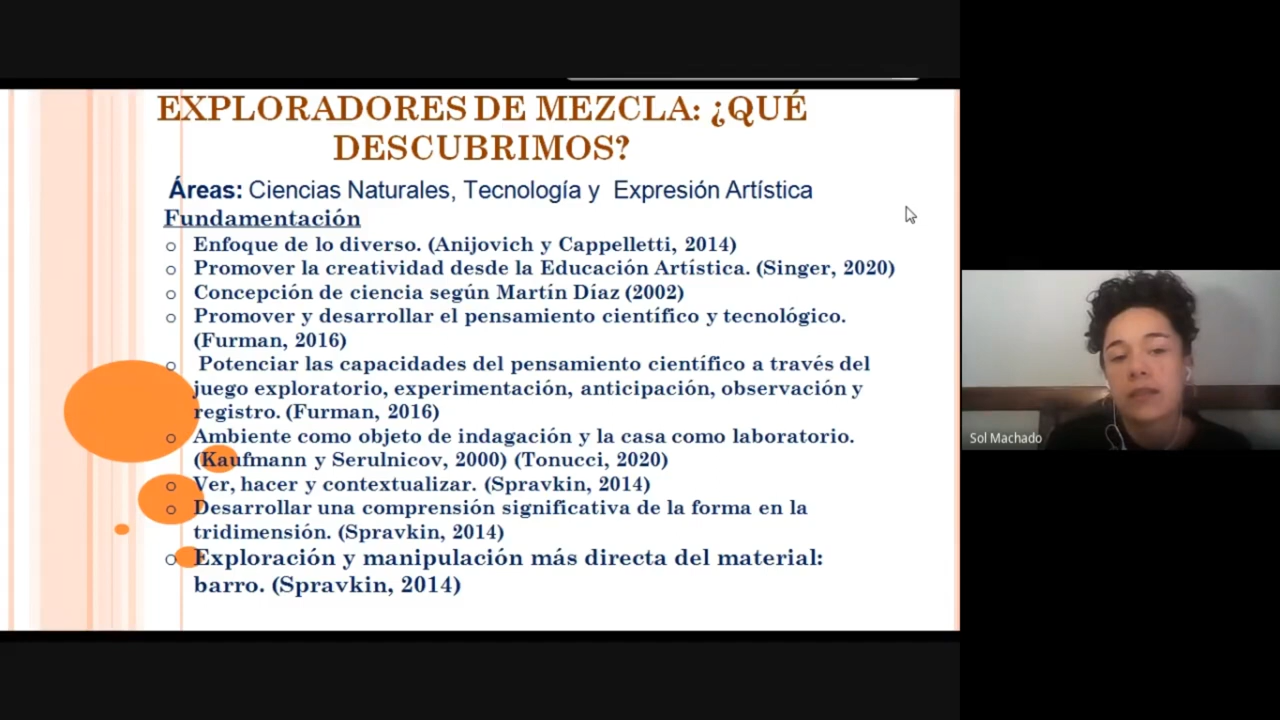 EXPLORADORES DE MEZCLA: ¿QUÉ
DESCUBRIMOS?
Áreas: Ciencias Naturales, Tecnología y Expresión Artística
Fundamentación
Enfoque de lo diverso. (Anijovich y Cappelletti, 2014)
Promover la creatividad desde la Educación Artística. (Singer, 2020)
Concepción de ciencia según Martín Díaz (2002)
Promover y desarrollar el pensamiento científico y tecnológico.
(Furman, 2016)
Potenciar las capacidades del pensamiento científico a través del
juego exploratorio, experimentación, anticipación, observación y
registro. (Furman, 2016)
Ambiente como objeto de indagación y la casa como laboratorio.
(Kaufmann y Serulnicov, 2000) (Tonucci, 2020)
Ver, hacer y contextualizar. (Spravkin, 2014)
Desarrollar una comprensión significativa de la forma en la
tridimensión. (Spravkin, 2014)
Exploración y manipulación más directa del material:
barro. (Spravkin, 2014)
Sol Machado